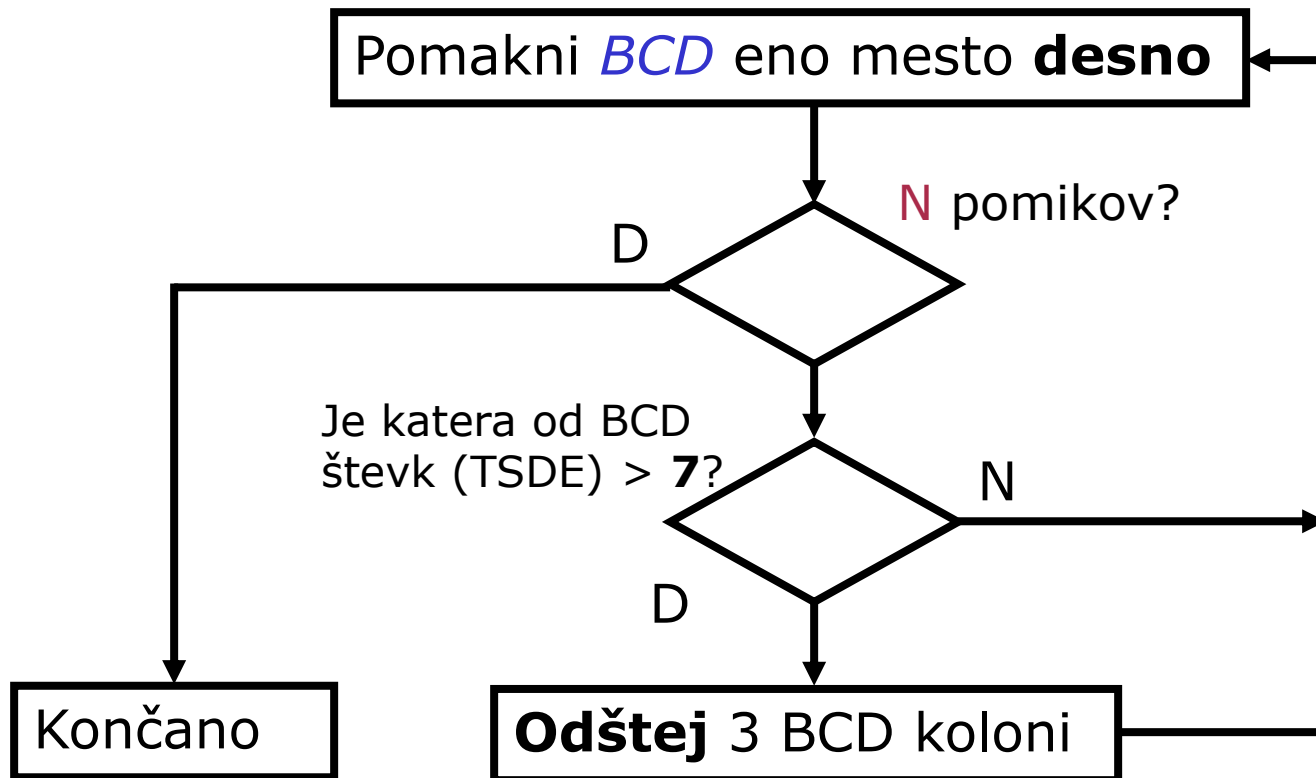 Pomakni BCD eno mesto desno
N pomikov?
D
Je katera od BCD
števk (TSDE) > 7?
N
D
Končano
Odštej 3 BCD koloni